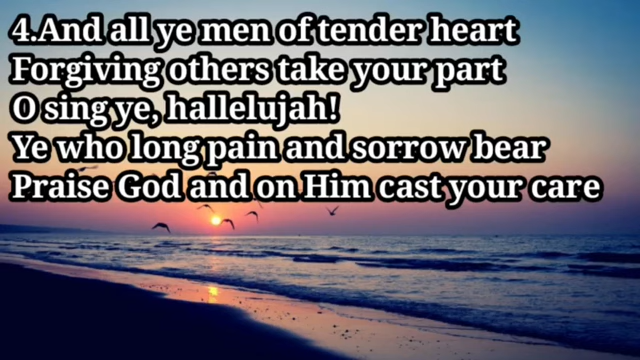 4.And all ye men of tender heart
Forgiving others take your part
O sing ye, hallelujah!
Ye who long pain and sorrow bear
Praise God and on Him cast your care